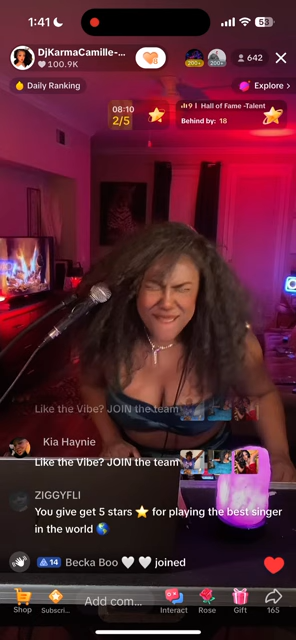 1:41
53
DjKarmaCamille-...
100.9K
200+
200+
642
Daily Ranking
Explore >
08:10
2/5
Hall of Fame -Talent
Behind by: 18
Like the Vibe? JOIN the team
Kia Haynie
Like the Vibe? JOIN the team
ZIGGYFLI
You give get 5 stars ⭐ for playing the best singer
in the world 🌎
14 Becka Boo 🤍 🤍 joined
Shop
Subscri...
Add com...
Interact
Rose
Gift
165